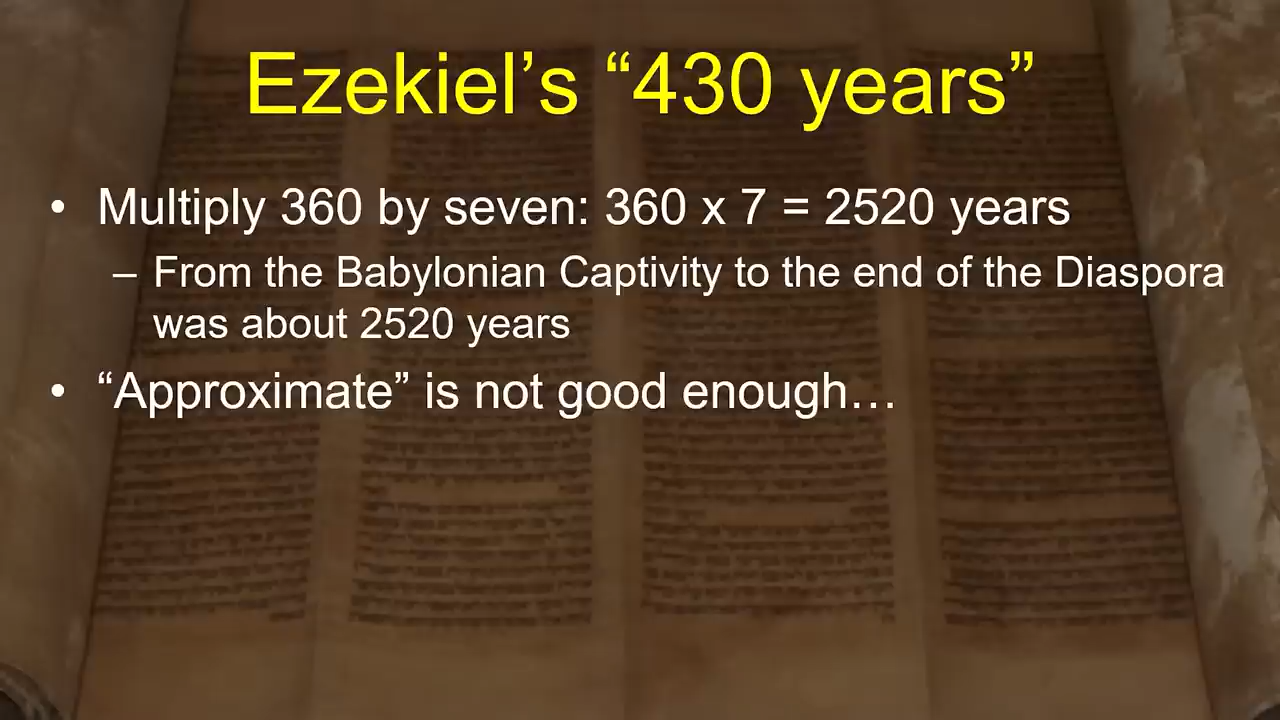 Ezekiel’s “430 years”
• Multiply 360 by seven: 360 x 7 = 2520 years
– From the Babylonian Captivity to the end of the Diaspora
was about 2520 years
• “Approximate” is not good enough…